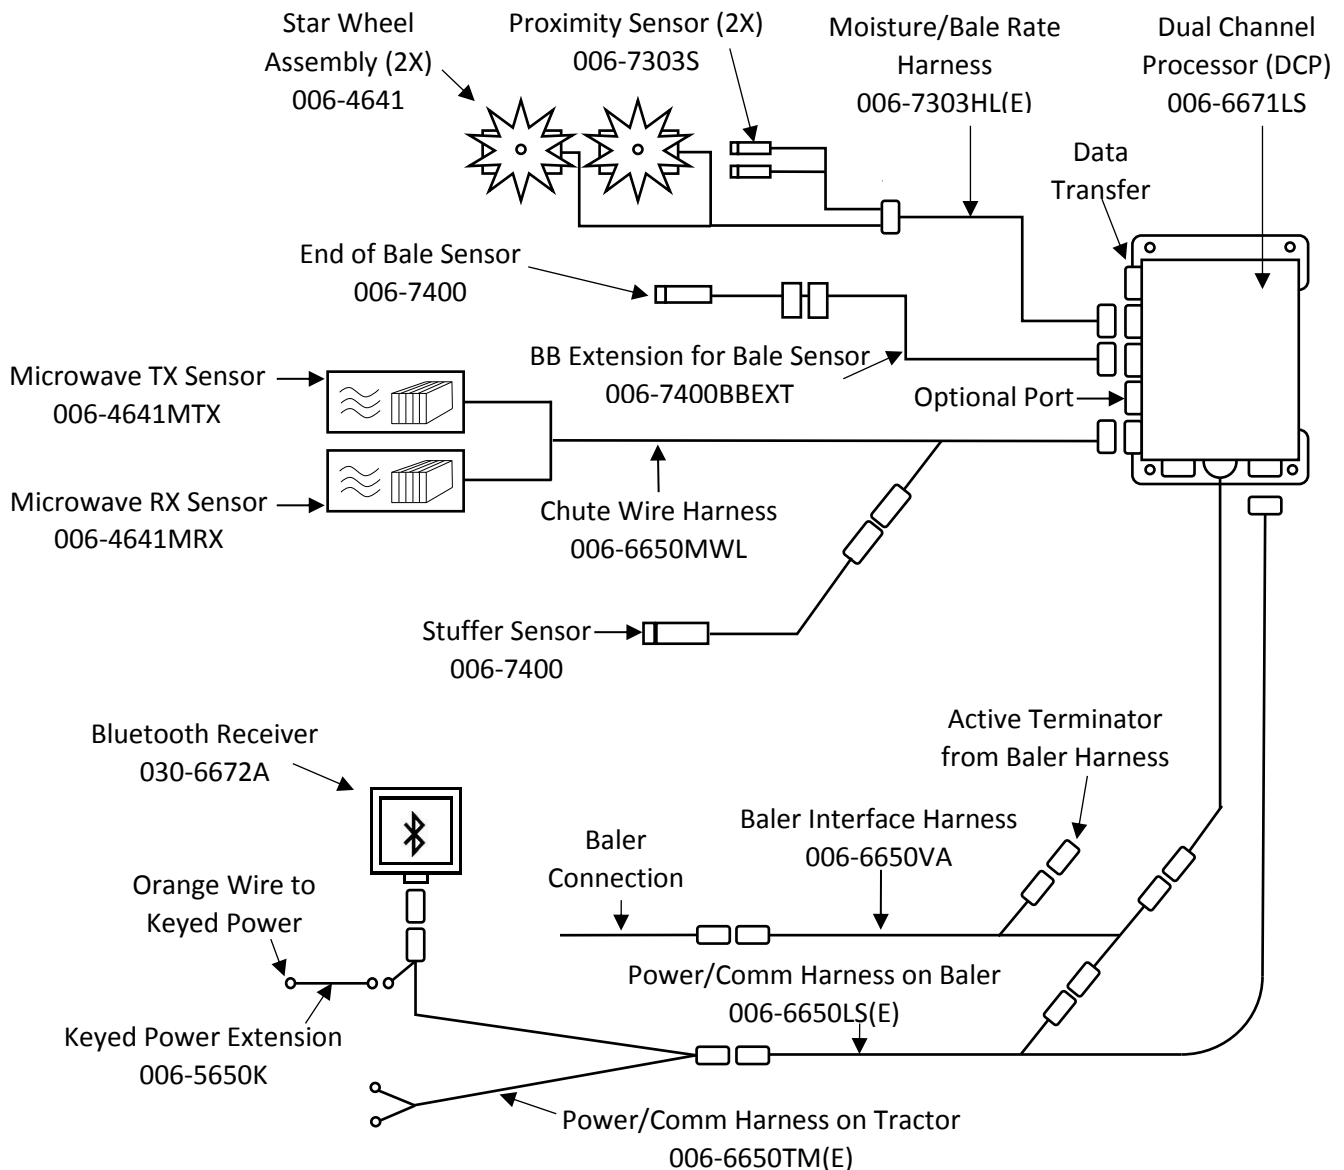 Star Wheel
Assembly (2X)
006-4641
Proximity Sensor (2X)
006-7303S
Moisture/Bale Rate
Harness
006-7303HL(E)
Dual Channel
Processor (DCP)
006-6671LS
Data
Transfer
End of Bale Sensor
006-7400
BB Extension for Bale Sensor
006-7400BBEXT
Optional Port
Microwave TX Sensor
006-4641MTX
Microwave RX Sensor
006-4641MRX
Chute Wire Harness
006-6650MWL
Stuffer Sensor
006-7400
Bluetooth Receiver
030-6672A
Active Terminator
from Baler Harness
Baler Interface Harness
006-6650VA
Baler
Connection
Orange Wire to
Keyed Power
Power/Comm Harness on Baler
006-6650LS(E)
Keyed Power Extension
006-5650K
Power/Comm Harness on Tractor
006-6650TM(E)